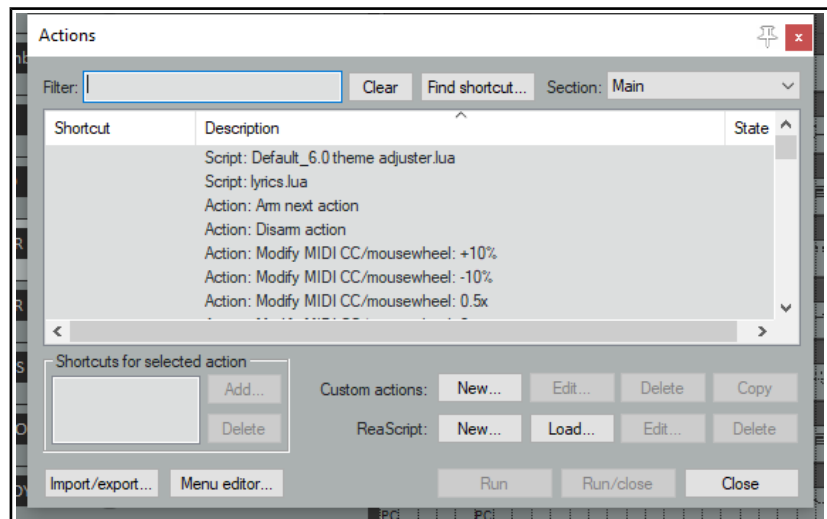 Actions
Filter: Clear Find shortcut... Section: Main
Shortcut Description State
Script: Default_6.0 theme adjuster.lua
Script: lyrics.lua
Action: Arm next action
Action: Disarm action
Action: Modify MIDI CC/mousewheel: +10%
Action: Modify MIDI CC/mousewheel: -10%
Action: Modify MIDI CC/mousewheel: 0.5x
Shortcuts for selected action
Add... Custom actions: New... Edit... Delete Copy
Delete ReaScript: New... Load... Edit... Delete
Import/export... Menu editor... Run Run/close Close
PC PC